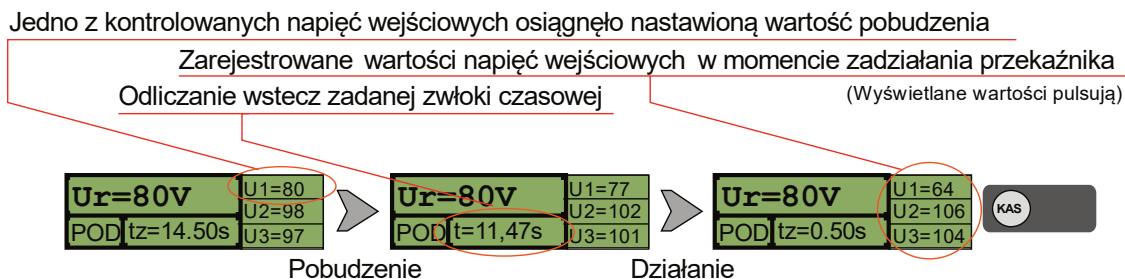 Jedno z kontrolowanych napięć wejściowych osiągnęło nastawioną wartość pobudzenia
Zarejestrowane wartości napięć wejściowych w momencie zadziałania przekaźnika
(Wyświetlane wartości pulsują)
Odliczanie wstecz zadanej zwłoki czasowej
Ur=80V
POD tz=14.50s
U1=80
U2=98
U3=97
Ur=80V
POD t=11,47s
U1=77
U2=102
U3=101
Ur=80V
POD tz=0.50s
U1=64
U2=106
U3=104
KAS
Pobudzenie
Działanie